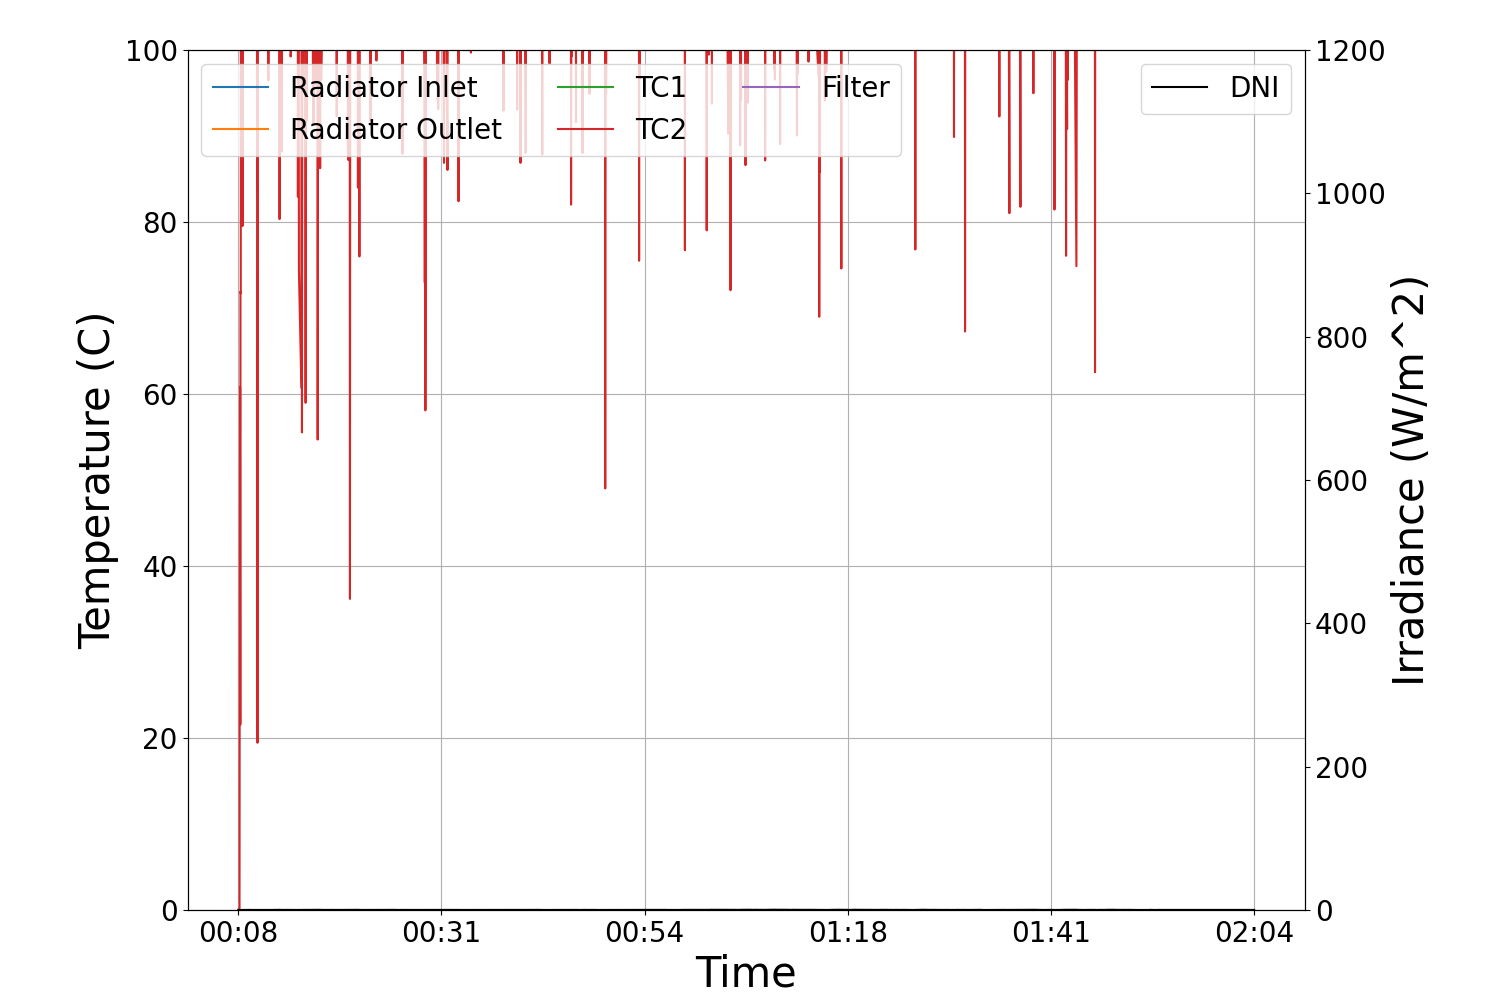 100
80
60
40
20
0
Temperature (C)
Radiator Inlet
Radiator Outlet
TC1
TC2
Filter
DNI
1200
1000
800
600
400
200
0
Irradiance (W/m^2)
00:08 00:31 00:54 01:18 01:41 02:04
Time